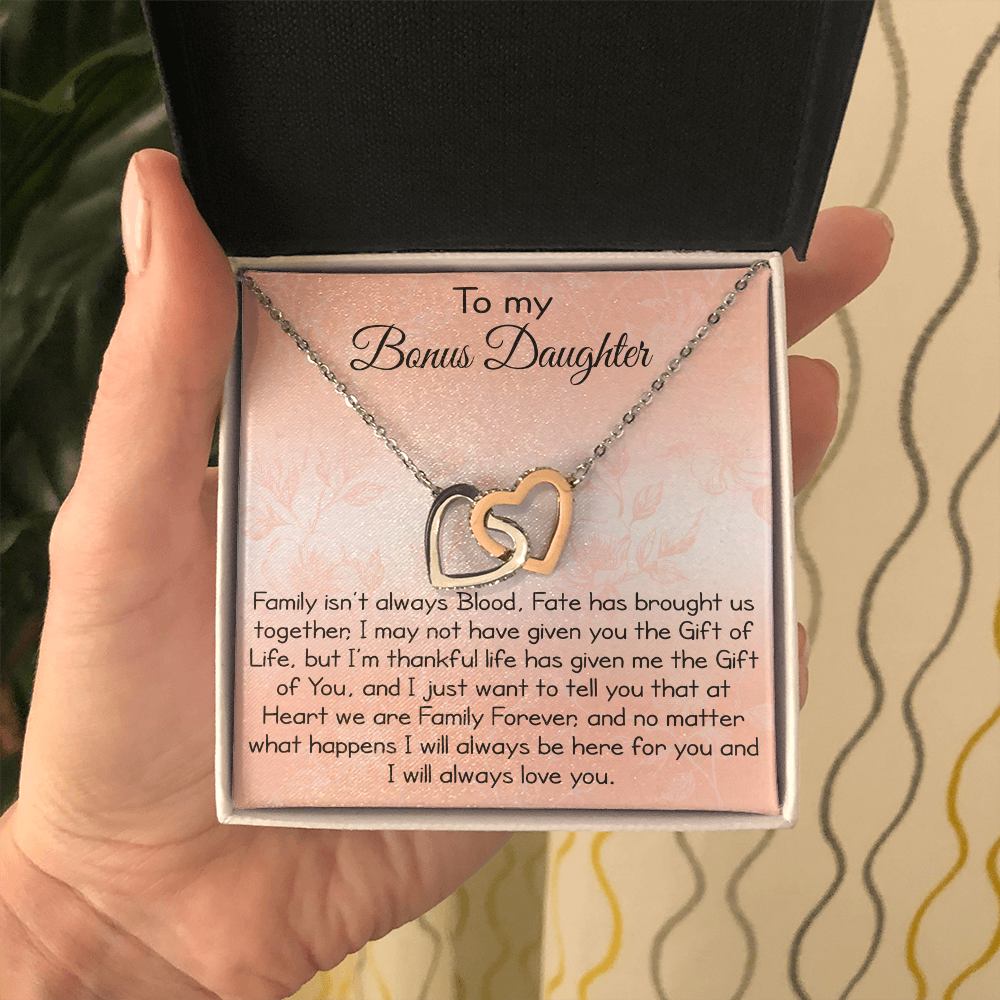 To my
Bonus Daughter
Family isn't always Blood, Fate has brought us
together; I may not have given you the Gift of
Life, but I'm thankful life has given me the Gift
of You, and I just want to tell you that at
Heart we are Family Forever; and no matter
what happens I will always be here for you and
I will always love you.